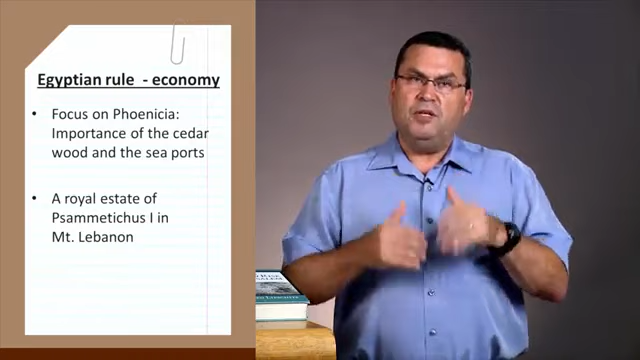 Egyptian rule - economy
• Focus on Phoenicia:
Importance of the cedar
wood and the sea ports
• A royal estate of
Psammetichus I in
Mt. Lebanon